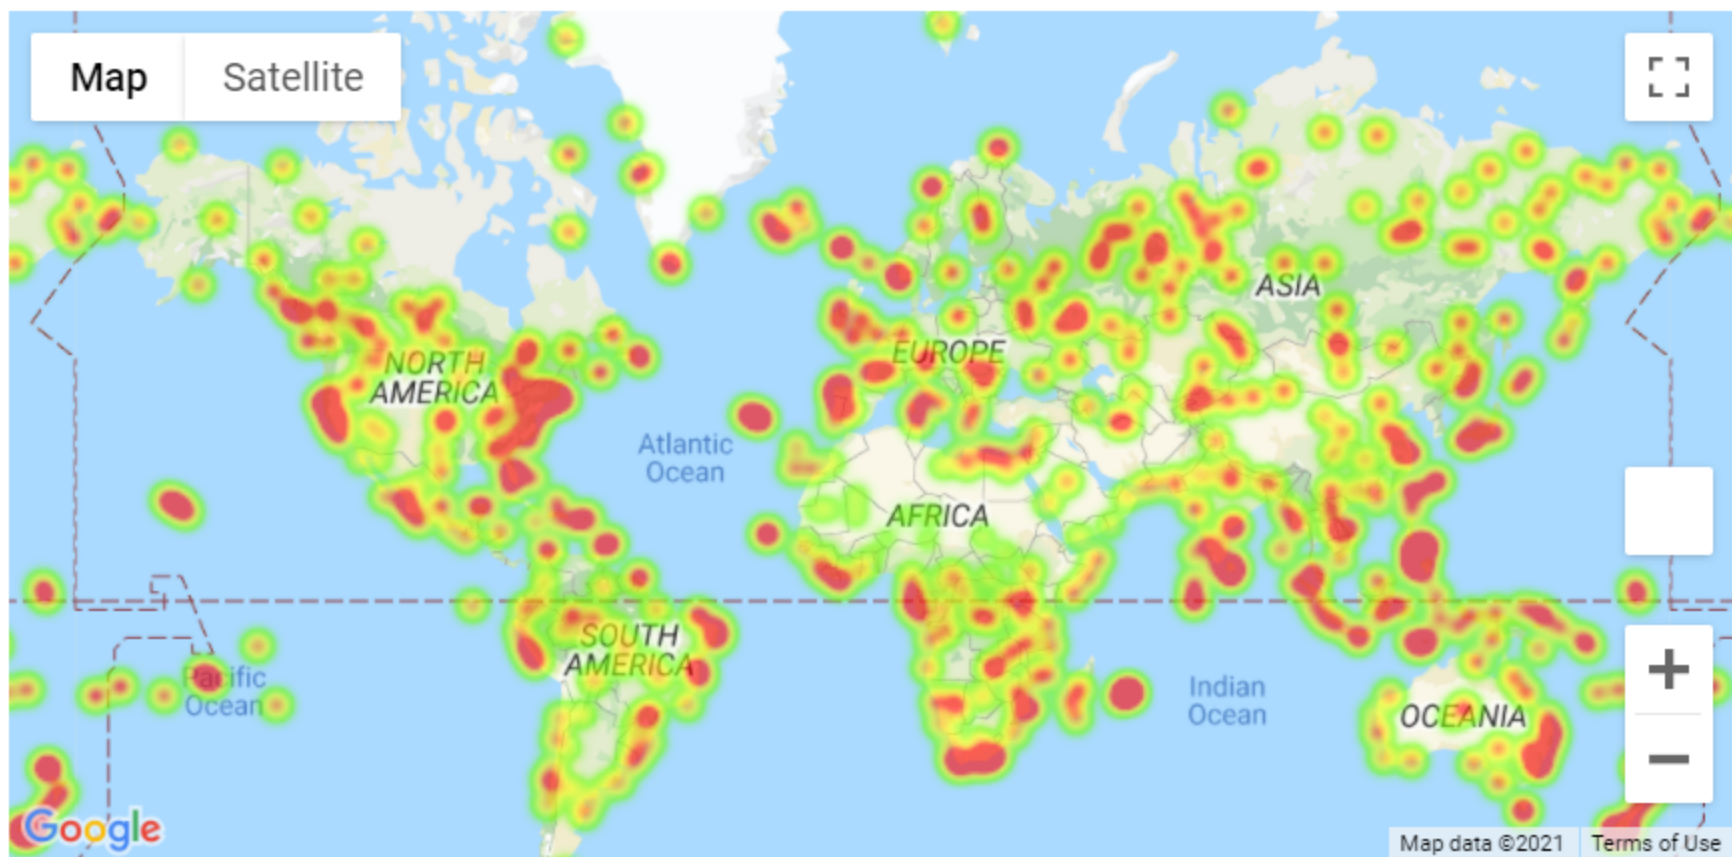 Map
Satellite
ASIA
EUROPE
NORTH
AMERICA
Atlantic
Ocean
AFRICA
SOUTH
AMERICA
Pacific
Ocean
Indian
Ocean
OCEANIA
Google
Map data ©2021
Terms of Use